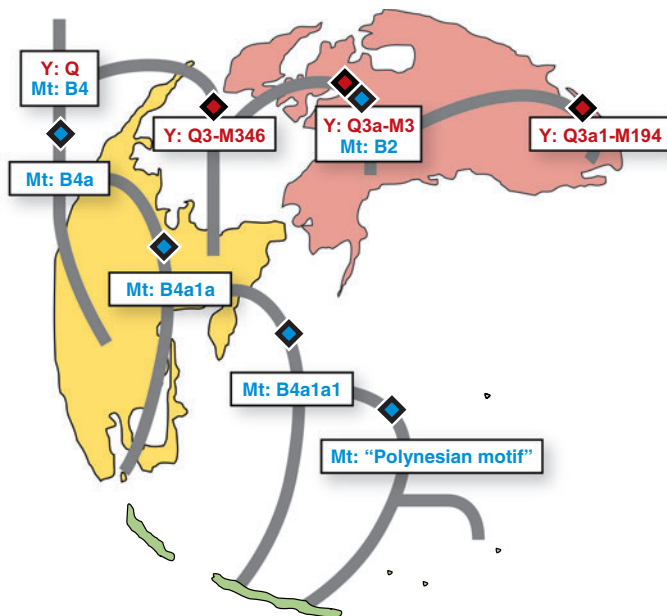 Y: Q
Mt: B4
Y: Q3-M346
Y: Q3a-M3
Mt: B2
Y: Q3a1-M194
Mt: B4a
Mt: B4a1a
Mt: B4a1a1
Mt: “Polynesian motif”